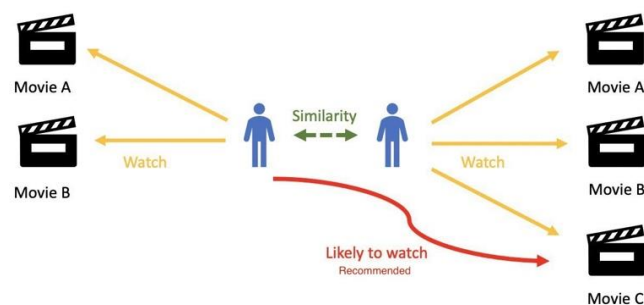 Movie A
Movie B
Watch
Similarity
Likely to watch
Recommended
Watch
Movie A
Movie B
Movie C